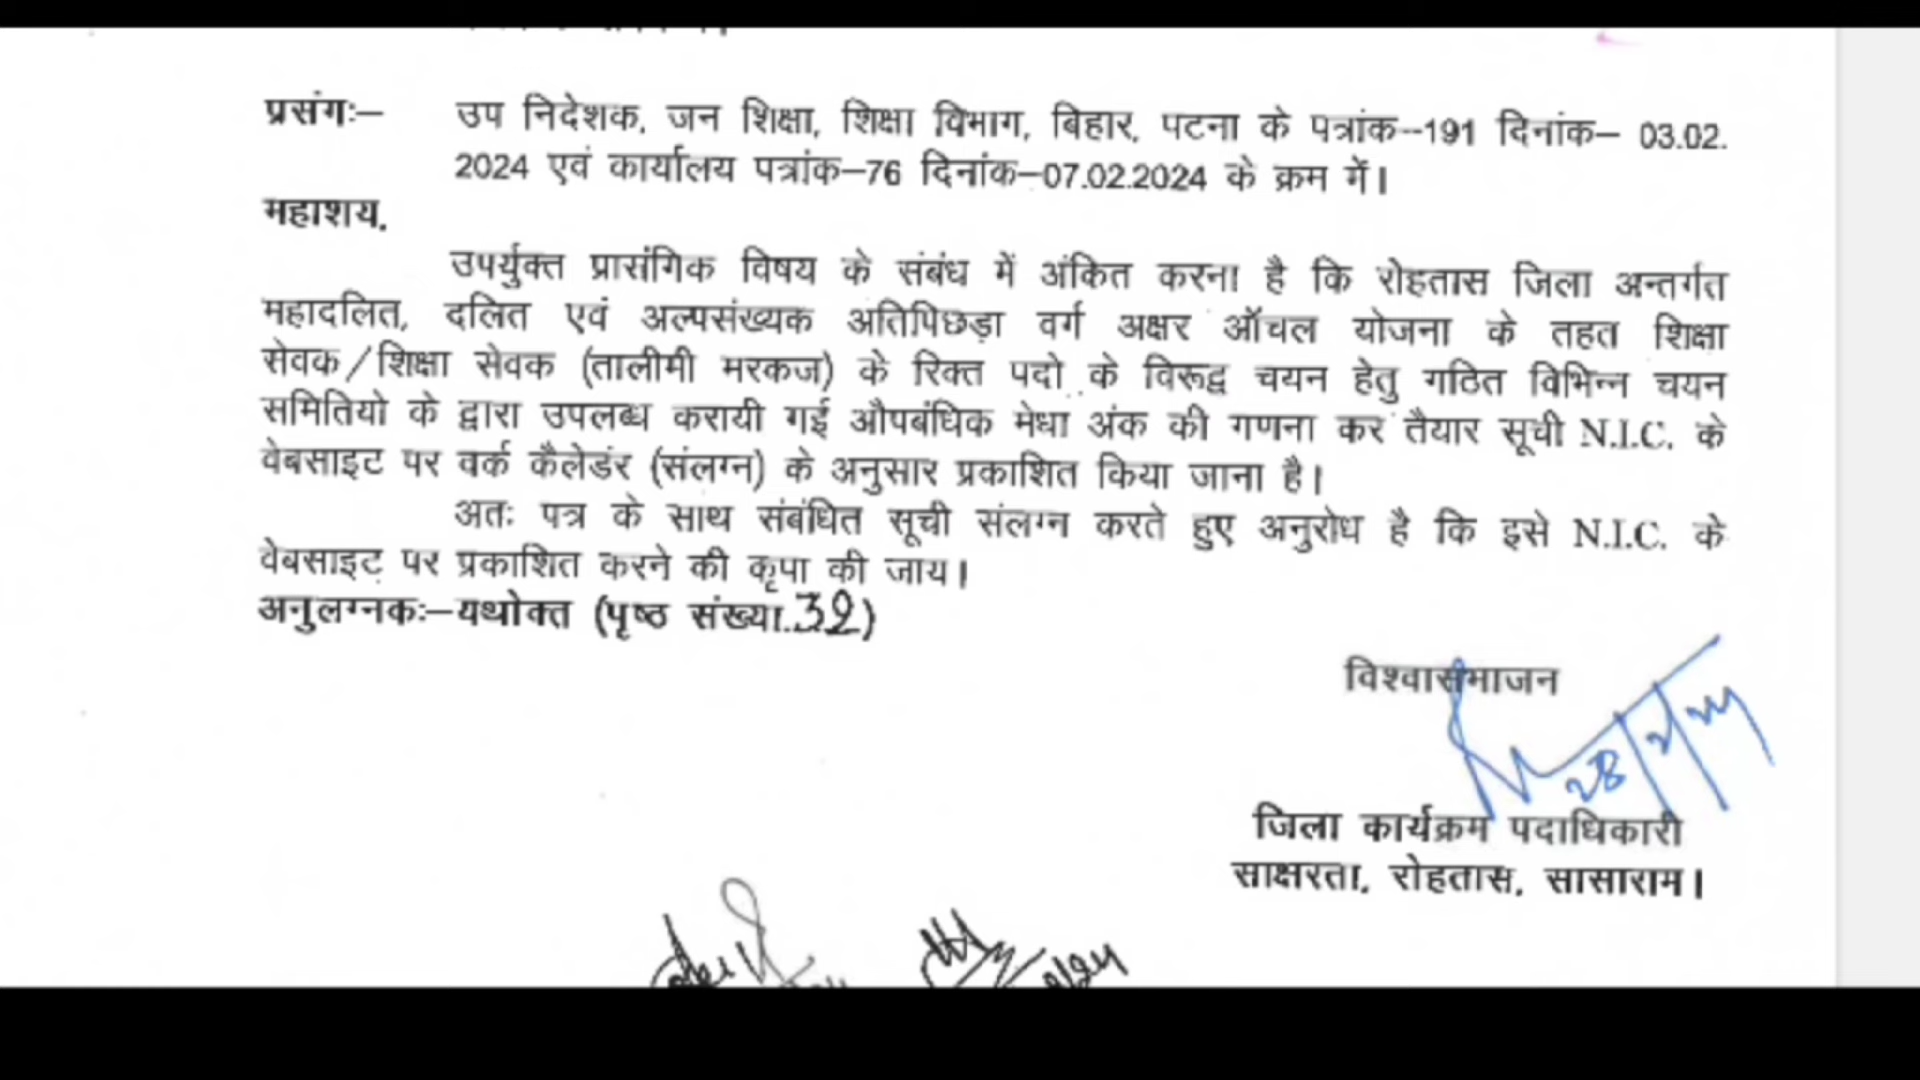 प्रसंगः– उप निदेशक, जन शिक्षा, शिक्षा विभाग, बिहार, पटना के पत्रांक–191 दिनांक– 03.02.
2024 एवं कार्यालय पत्रांक–76 दिनांक–07.02.2024 के क्रम में।
महाशय,
उपर्युक्त प्रासंगिक विषय के संबंध में अंकित करना है कि रोहतास जिला अन्तर्गत
महादलित, दलित एवं अल्पसंख्यक अतिपिछड़ा वर्ग अक्षर ऑचल योजना के तहत शिक्षा
सेवक/शिक्षा सेवक (तालीमी मरकज) के रिक्त पदो के विरूद्व चयन हेतु गठित विभिन्न चयन
समितियो के द्वारा उपलब्ध करायी गई औपबंधिक मेधा अंक की गणना कर तैयार सूची N.I.C. के
वेबसाइट पर वर्क कैलेडंर (संलग्न) के अनुसार प्रकाशित किया जाना है।
अतः पत्र के साथ संबंधित सूची संलग्न करते हुए अनुरोध है कि इसे N.I.C. के
वेबसाइट पर प्रकाशित करने की कृपा की जाय।
अनुलग्नकः–यथोक्त (पृष्ठ संख्या..32)
विश्वासभाजन
28/2/24
जिला कार्यक्रम पदाधिकारी
साक्षरता, रोहतास, सासाराम।